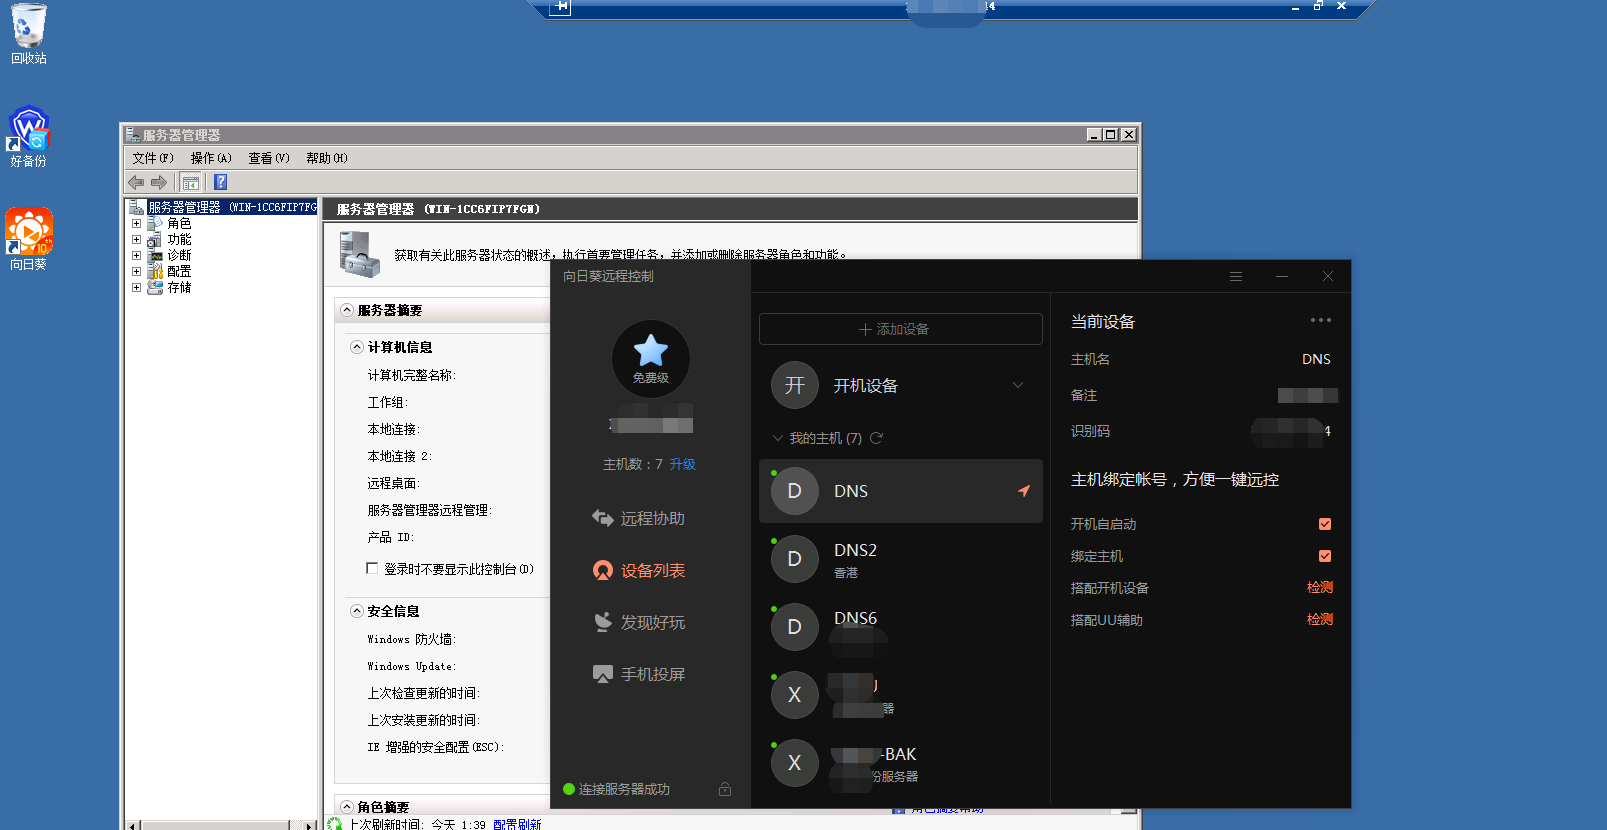 回收站
好备份
向日葵
4
服务器管理器
文件(F) 操作(A) 查看(V) 帮助(H)
服务器管理器 (WIN-1CC6FIP7FG
角色
功能
诊断
配置
存储
服务器管理器 (WIN-1CC6FIP7FGN)
获取有关此服务器状态的概述,执行首要管理任务,并添加或删除服务器角色和功能。
服务器摘要
计算机信息
计算机完整名称:
工作组:
本地连接:
本地连接 2:
远程桌面:
服务器管理器远程管理:
产品 ID:
登录时不要显示此控制台(D)
安全信息
Windows 防火墙:
Windows Update:
上次检查更新的时间:
上次安装更新的时间:
IE 增强的安全配置(ESC):
角色摘要
角色摘要帮助
上次刷新时间: 今天 1:39 配置刷新
向日葵远程控制
免费级
主机数：7 升级
远程协助
设备列表
发现好玩
手机投屏
连接服务器成功
添加设备
开 开机设备
我的主机 (7)
D DNS
D DNS2
香港
D DNS6
X
器
X -BAK
份服务器
当前设备
主机名 DNS
备注
识别码 4
主机绑定帐号，方便一键远控
开机自启动
绑定主机
搭配开机设备 检测
搭配UU辅助 检测